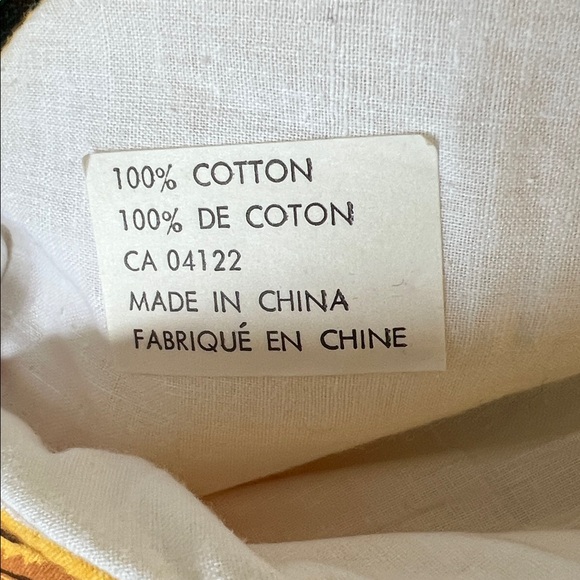 100% COTTON
100% DE COTON
CA 04122
MADE IN CHINA
FABRIQUÉ EN CHINE